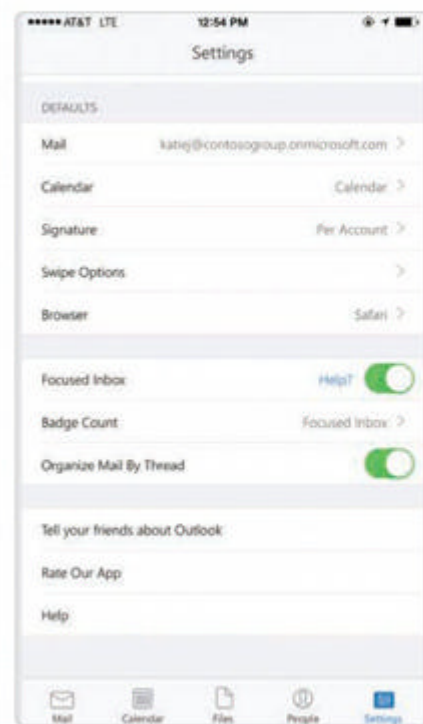 AT&T LTE 12:54 PM
Settings
DEFAULTS
Mail katiej@contosogroup.onmicrosoft.com
Calendar Calendar
Signature Per Account
Swipe Options
Browser Safari
Focused Inbox Help?
Badge Count Focused Inbox
Organize Mail By Thread
Tell your friends about Outlook
Rate Our App
Help
Mail Calendar Files People Settings